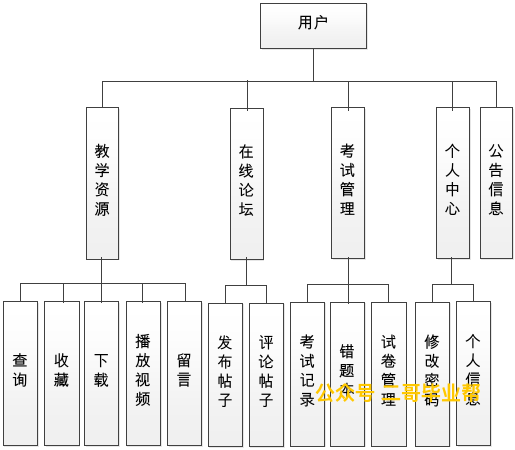 用户
教学资源
在线论坛
考试管理
个人中心
公告信息
查询
收藏
下载
播放视频
留言
发布帖子
评论帖子
考试记录
错题
试卷管理
修改密码
个人信息
公众号 二哥毕业帮